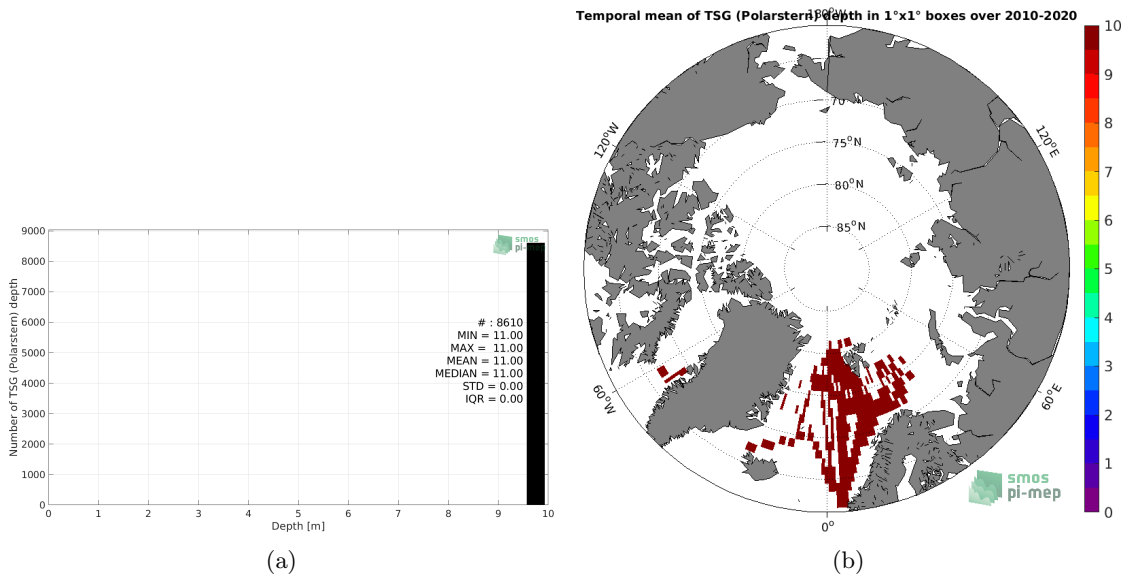 Number of TSG (Polarstern) depth
9000
8000
7000
6000
5000
4000
3000
2000
1000
0
smos
pi-mep
# : 8610
MIN = 11.00
MAX = 11.00
MEAN = 11.00
MEDIAN = 11.00
STD = 0.00
IQR = 0.00
0 1 2 3 4 5 6 7 8 9 10
Depth [m]
(a)
Temporal mean of TSG (Polarstern) depth in 1°x1° boxes over 2010-2020
180°W
120°W
120°E
70°N
75°N
80°N
85°N
60°W
60°E
0°
smos
pi-mep
10
9
8
7
6
5
4
3
2
1
0
(b)